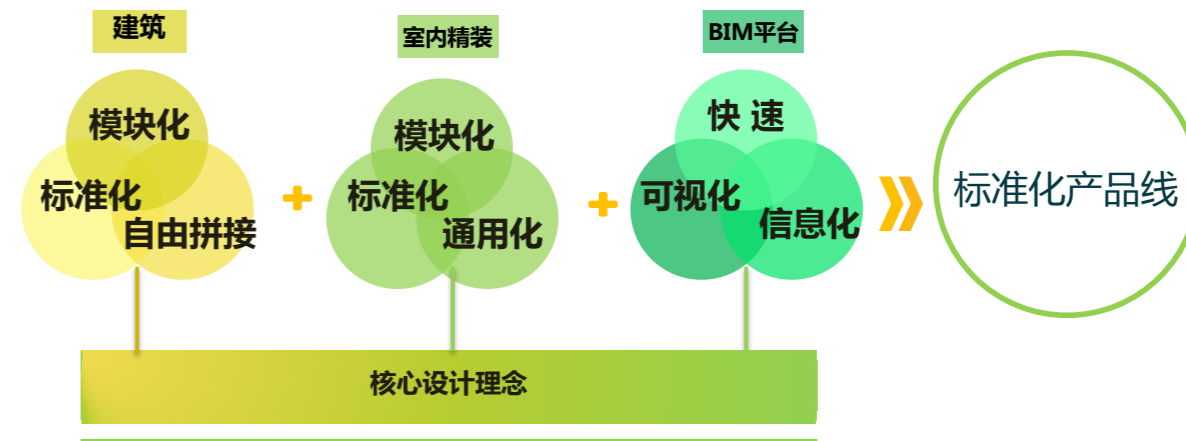 建筑
模块化
标准化
自由拼接
室内精装
模块化
标准化
通用化
BIM平台
快 速
可视化
信息化
标准化产品线
核心设计理念